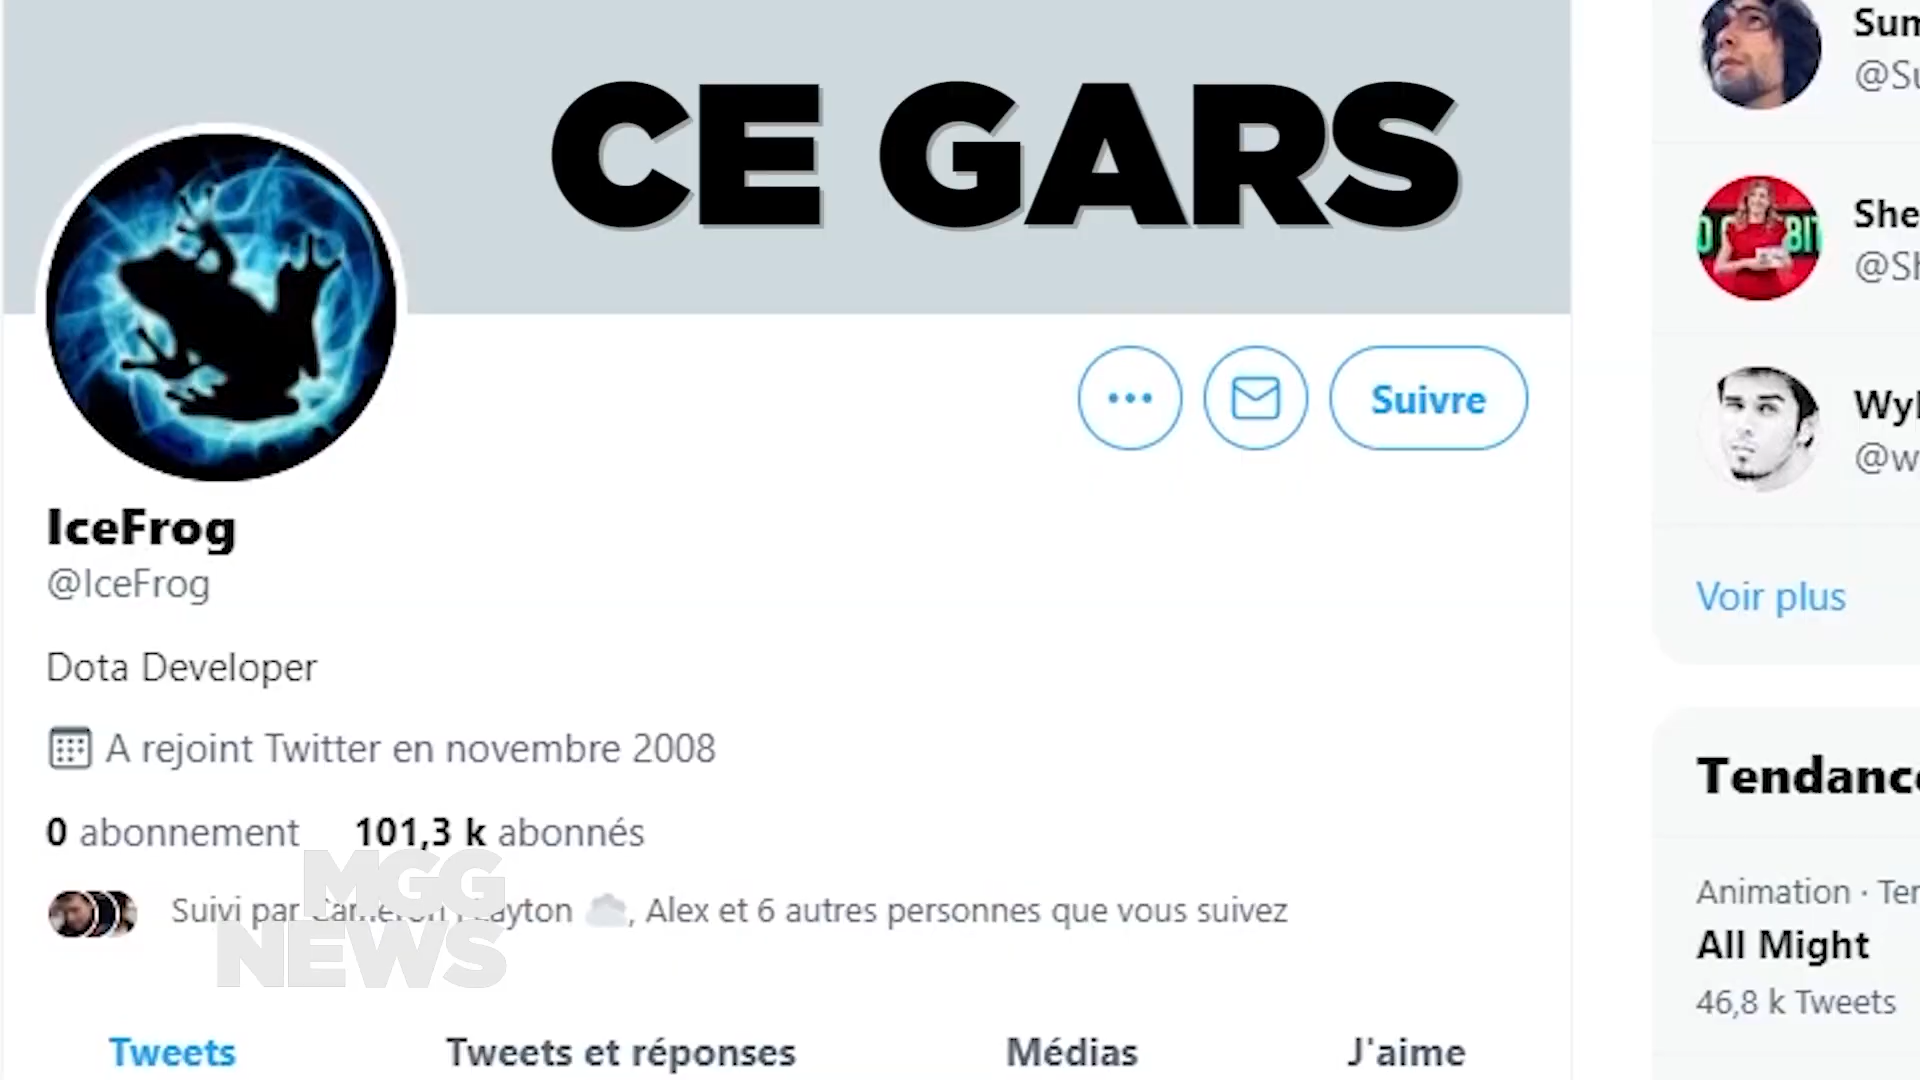 CE GARS
Suivre
IceFrog
@IceFrog
Dota Developer
A rejoint Twitter en novembre 2008
0 abonnement 101,3 k abonnés
Suivi par Cameron Layton, Alex et 6 autres personnes que vous suivez
MGG
NEWS
Tweets Tweets et réponses Médias J'aime
Voir plus
Animation
All Might
46,8 k Tweets